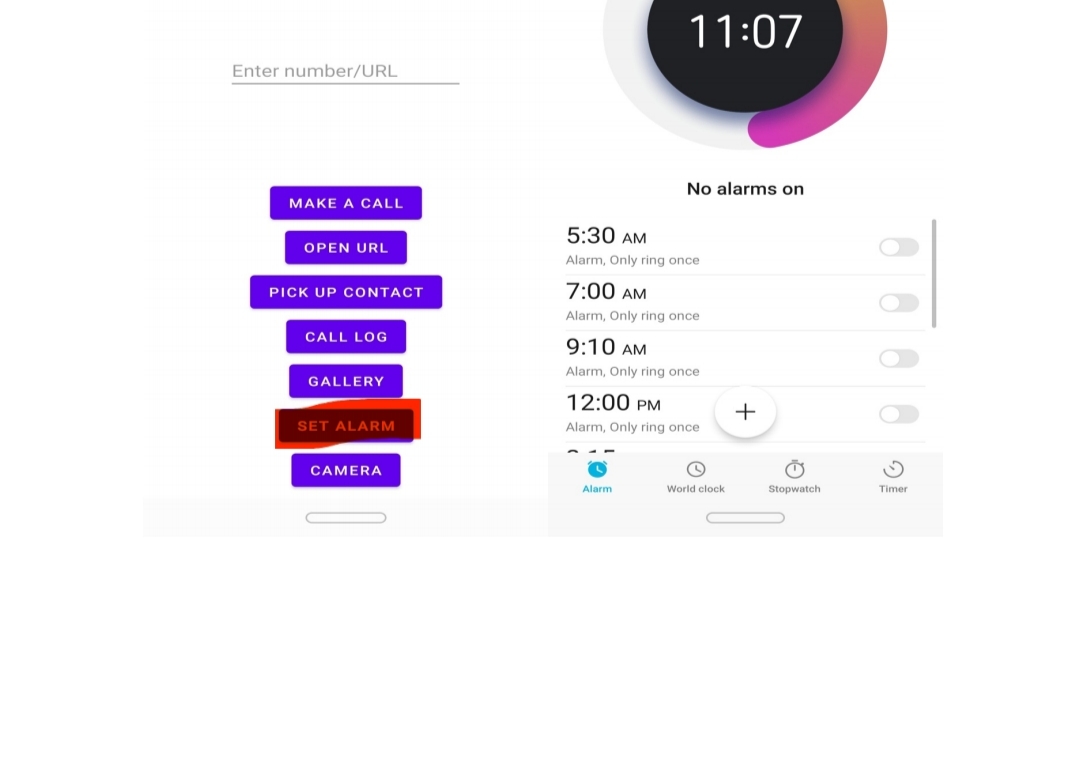 Enter number/URL
MAKE A CALL
OPEN URL
PICK UP CONTACT
CALL LOG
GALLERY
SET ALARM
CAMERA
11:07
No alarms on
5:30 AM
Alarm, Only ring once
7:00 AM
Alarm, Only ring once
9:10 AM
Alarm, Only ring once
12:00 PM
Alarm, Only ring once
Alarm World clock Stopwatch Timer